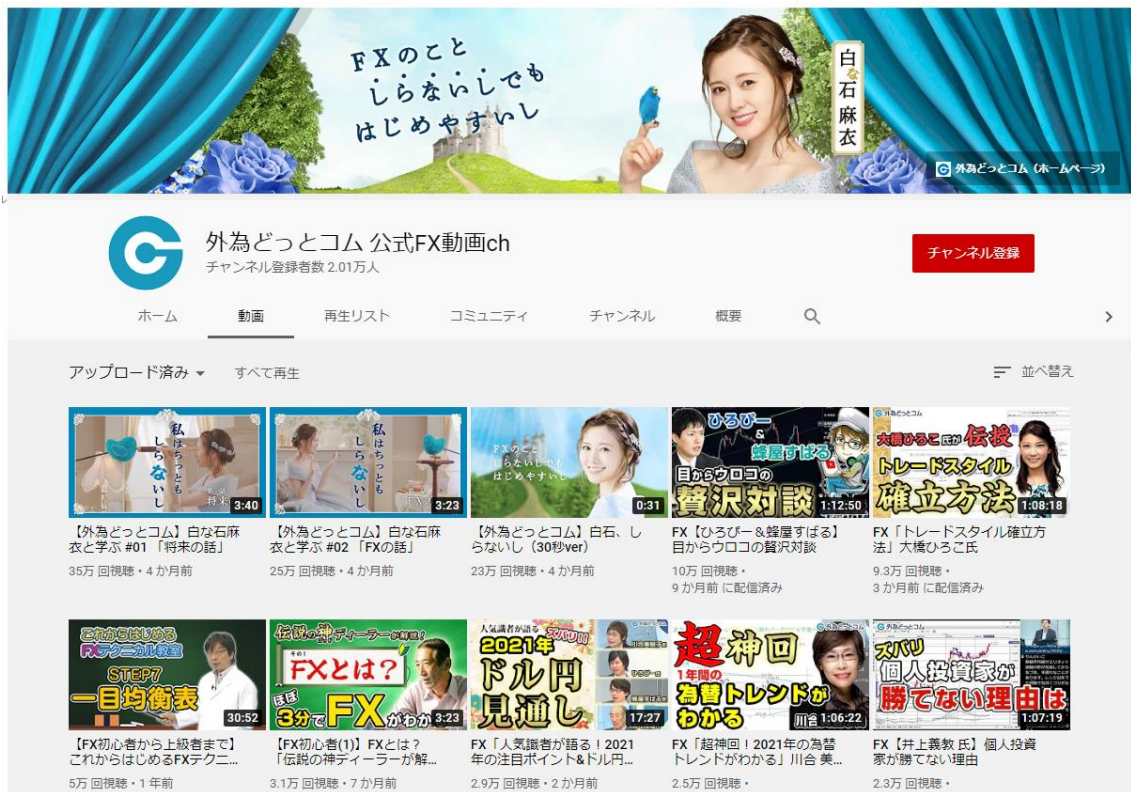 FXのこと
しらないしでも
はじめやすいし
白な石麻衣
外為どっとコム（ホームページ）
外為どっとコム 公式FX動画ch
チャンネル登録者数 2.01万人
チャンネル登録
ホーム 動画 再生リスト コミュニティ チャンネル 概要
アップロード済み すべて再生 並べ替え
私はちっとも
しらないし
将来
3:40
私はちっとも
しらないし
3:23
FXのこと
しらないしでも
はじめやすいし
0:31
ひろぴー
&
蜂屋すばる
目からウロコの
贅沢対談
1:12:50
外為どっとコム
大橋ひろこ氏が伝授
トレードスタイル
確立方法
1:08:18
【外為どっとコム】白な石麻
衣と学ぶ #01 「将来の話」
35万 回視聴・4 か月前
【外為どっとコム】白な石麻
衣と学ぶ #02 「FXの話」
25万 回視聴・4 か月前
【外為どっとコム】白石、し
らないし（30秒ver）
23万 回視聴・4 か月前
FX【ひろぴー＆蜂屋すばる】
目からウロコの贅沢対談
10万 回視聴・
9 か月前 に配信済み
FX「トレードスタイル確立方
法」大橋ひろこ氏
9.3万 回視聴・
3 か月前 に配信済み
これからはじめる
FXテクニカル教室
STEP7
一目均衡表
30:52
伝説の神ディーラーが解説！
その1
FXとは？
ほぼ
3分でFXがわか
3:23
人気識者が語る ズバリ!!
2021年
ドル円
見通し
17:27
超神回
1年間の
為替トレンドが
わかる
川合
1:06:22
外為どっとコム
ズバリ
個人投資家が
勝てない理由は
1:07:19
【FX初心者から上級者まで】
これからはじめるFXテクニ...
5万 回視聴・1 年前
【FX初心者(1)】FXとは？
「伝説の神ディーラーが解...
3.1万 回視聴・7 か月前
FX「人気識者が語る！2021
年の注目ポイント&ドル円...
2.9万 回視聴・2 か月前
FX「超神回！2021年の為替
トレンドがわかる」川合 美...
2.5万 回視聴・
FX【井上義教 氏】個人投資
家が勝てない理由
2.3万 回視聴・